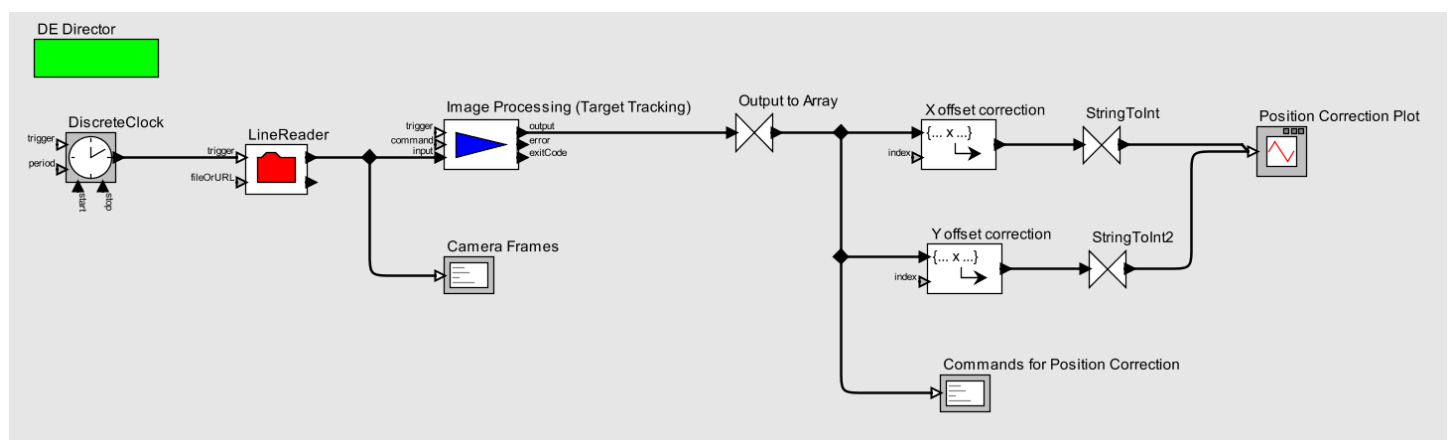 DE Director
DiscreteClock
trigger
period
start
stop
LineReader
trigger
fileOrURL
Image Processing (Target Tracking)
trigger
command
input
output
error
exitCode
Camera Frames
Output to Array
X offset correction
{... x ...}
index
StringToInt
Position Correction Plot
Y offset correction
{... x ...}
index
StringToInt2
Commands for Position Correction